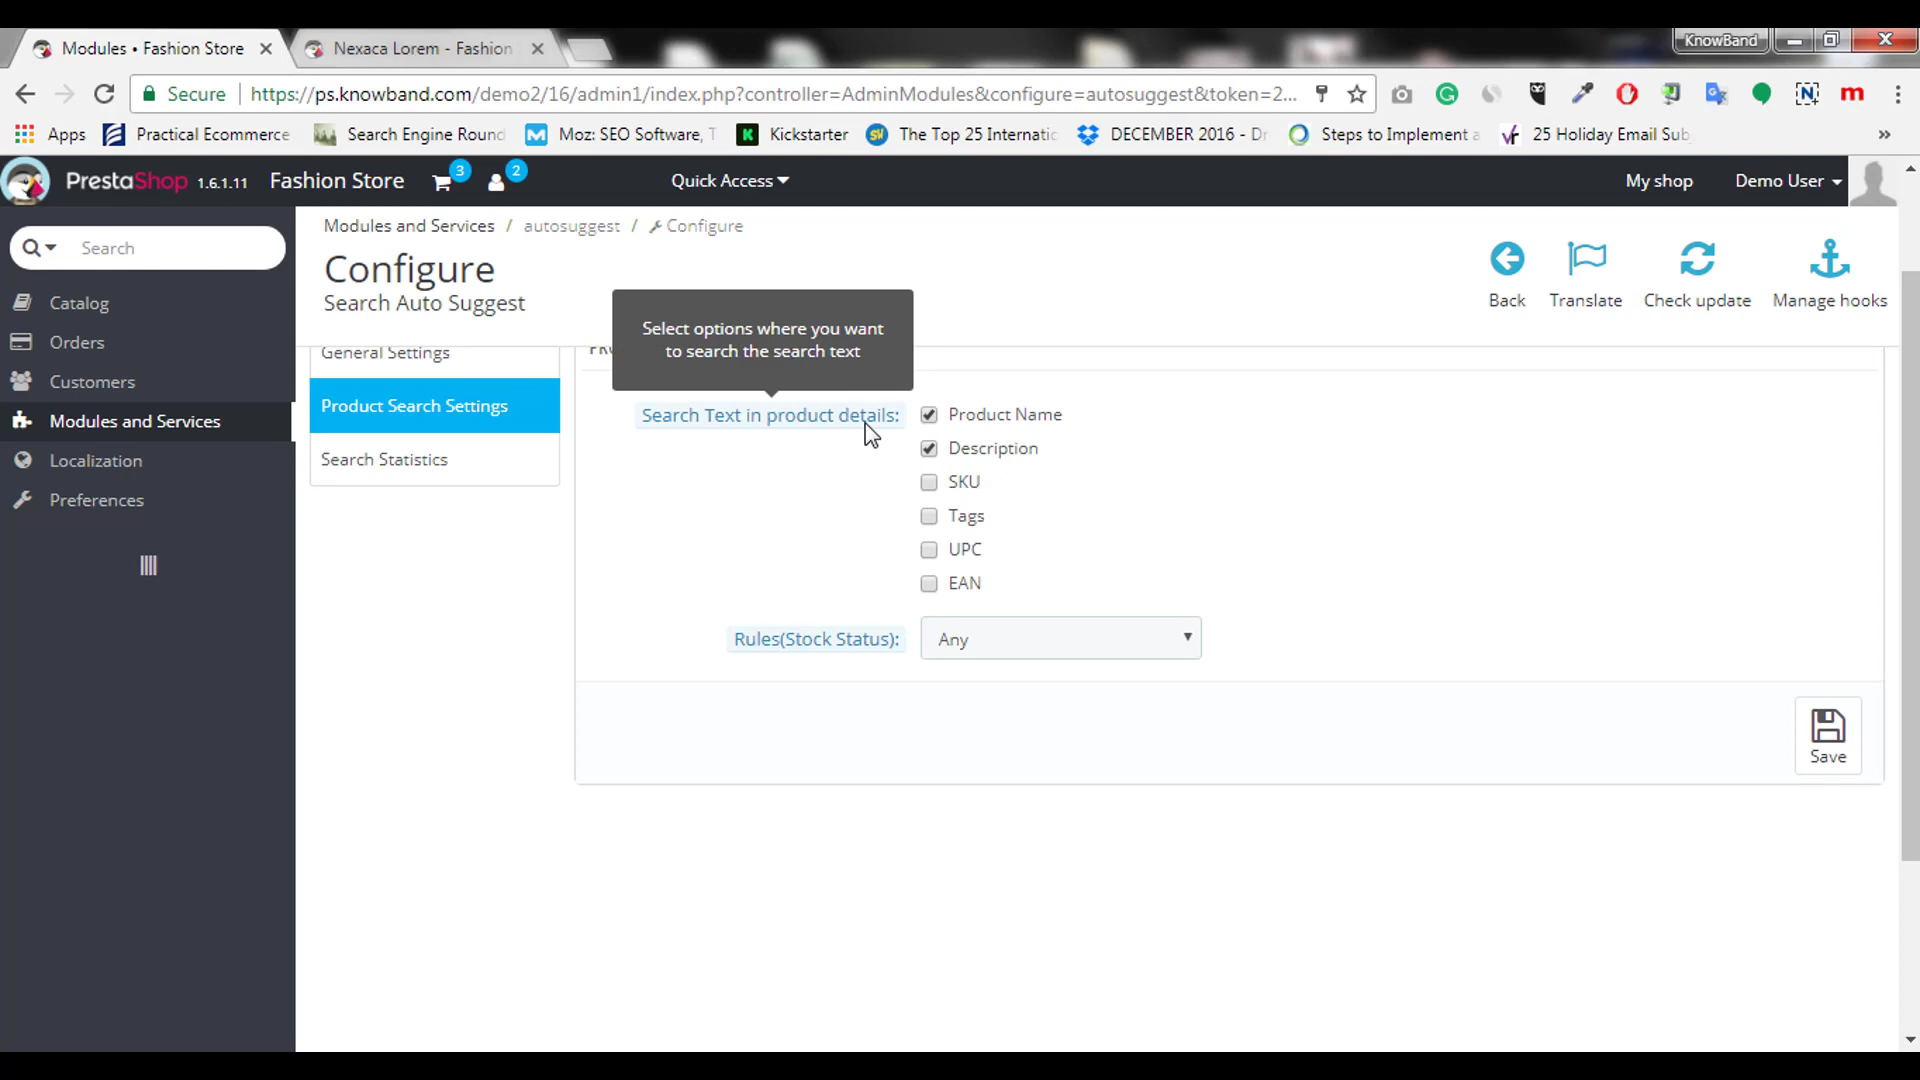 KnowBand
Modules • Fashion Store
Nexaca Lorem - Fashion
Secure
https://ps.knowband.com/demo2/16/admin1/index.php?controller=AdminModules&configure=autosuggest&token=2...
Apps
Practical Ecommerce
Search Engine Round
Moz: SEO Software, T
Kickstarter
The Top 25 Internatic
DECEMBER 2016 - Dr
Steps to Implement a
25 Holiday Email Sub
»
PrestaShop 1.6.1.11
Fashion Store
3
2
Quick Access
My shop
Demo User
Search
Catalog
Orders
Customers
Modules and Services
Localization
Preferences
Modules and Services / autosuggest / Configure
Configure
Search Auto Suggest
Back
Translate
Check update
Manage hooks
Select options where you want
to search the search text
General Settings
Product Search Settings
Search Statistics
Search Text in product details:
Product Name
Description
SKU
Tags
UPC
EAN
Rules(Stock Status):
Any
Save